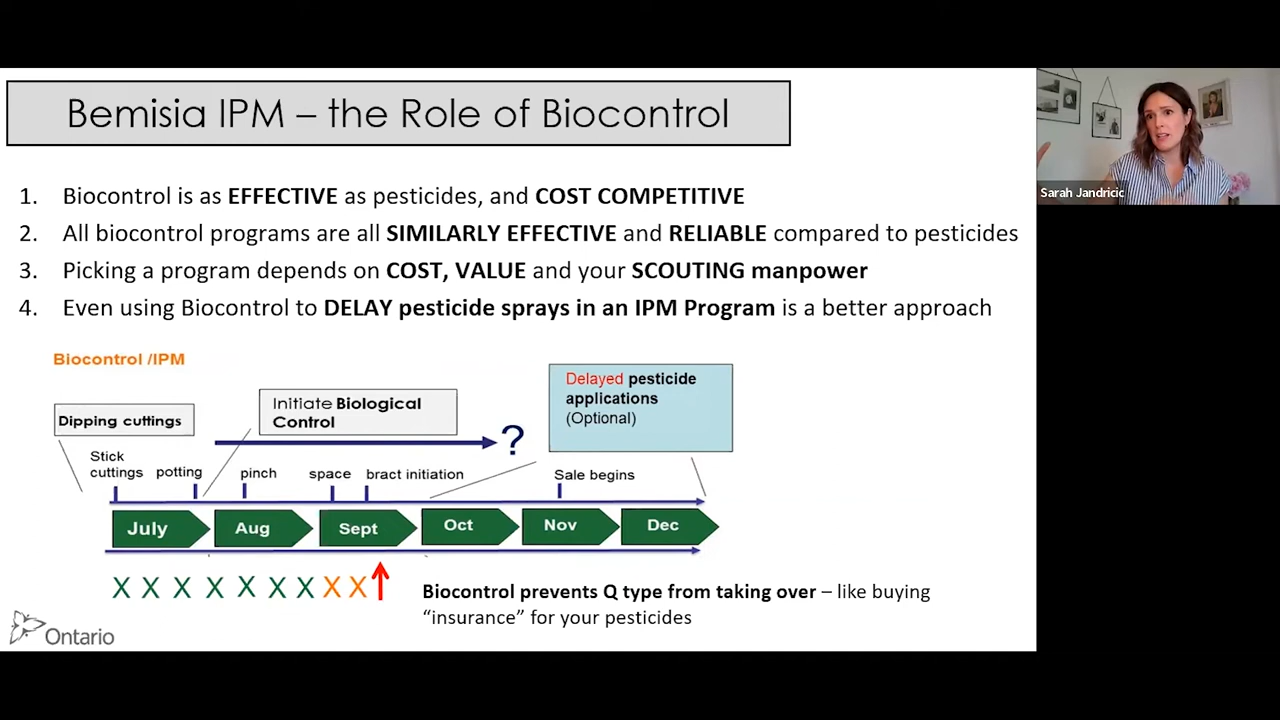 Bemisia IPM – the Role of Biocontrol
Sarah Jandricic
1. Biocontrol is as EFFECTIVE as pesticides, and COST COMPETITIVE
2. All biocontrol programs are all SIMILARLY EFFECTIVE and RELIABLE compared to pesticides
3. Picking a program depends on COST, VALUE and your SCOUTING manpower
4. Even using Biocontrol to DELAY pesticide sprays in an IPM Program is a better approach
Biocontrol /IPM
Dipping cuttings
Initiate Biological
Control
Delayed pesticide
applications
(Optional)
?
Stick
cuttings
potting
pinch
space
bract initiation
Sale begins
July
Aug
Sept
Oct
Nov
Dec
X X X X X X X X X
Biocontrol prevents Q type from taking over – like buying
“insurance” for your pesticides
Ontario